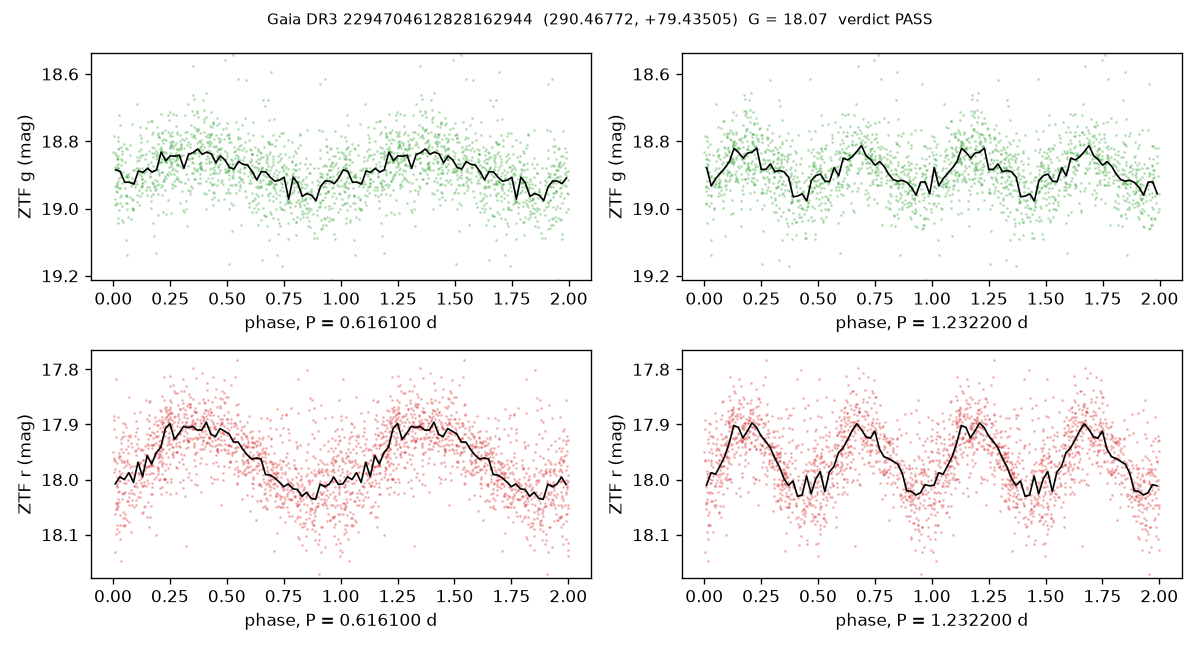 Gaia DR3 2294704612828162944  (290.46772, +79.43505)  G = 18.07  verdict PASS
ZTF g (mag)
18.6
18.8
19.0
19.2
0.00 0.25 0.50 0.75 1.00 1.25 1.50 1.75 2.00
phase, P = 0.616100 d
ZTF g (mag)
18.6
18.8
19.0
19.2
0.00 0.25 0.50 0.75 1.00 1.25 1.50 1.75 2.00
phase, P = 1.232200 d
ZTF r (mag)
17.8
17.9
18.0
18.1
0.00 0.25 0.50 0.75 1.00 1.25 1.50 1.75 2.00
phase, P = 0.616100 d
ZTF r (mag)
17.8
17.9
18.0
18.1
0.00 0.25 0.50 0.75 1.00 1.25 1.50 1.75 2.00
phase, P = 1.232200 d